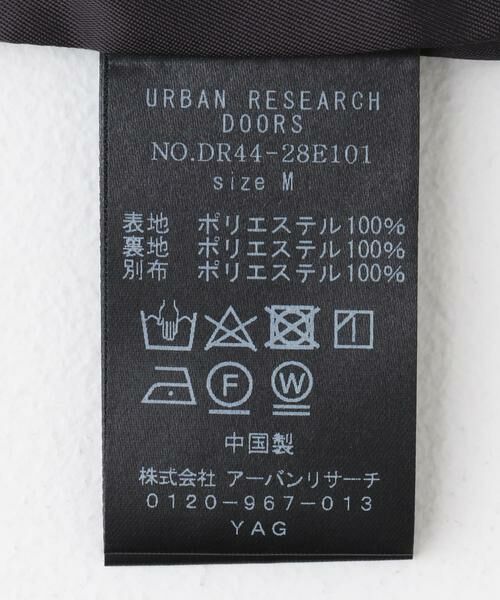 URBAN RESEARCH
DOORS
NO.DR44-28E101
size M
表地 ポリエステル100%
裏地 ポリエステル100%
別布 ポリエステル100%
F W
中国製
株式会社 アーバンリサーチ
0120-967-013
YAG